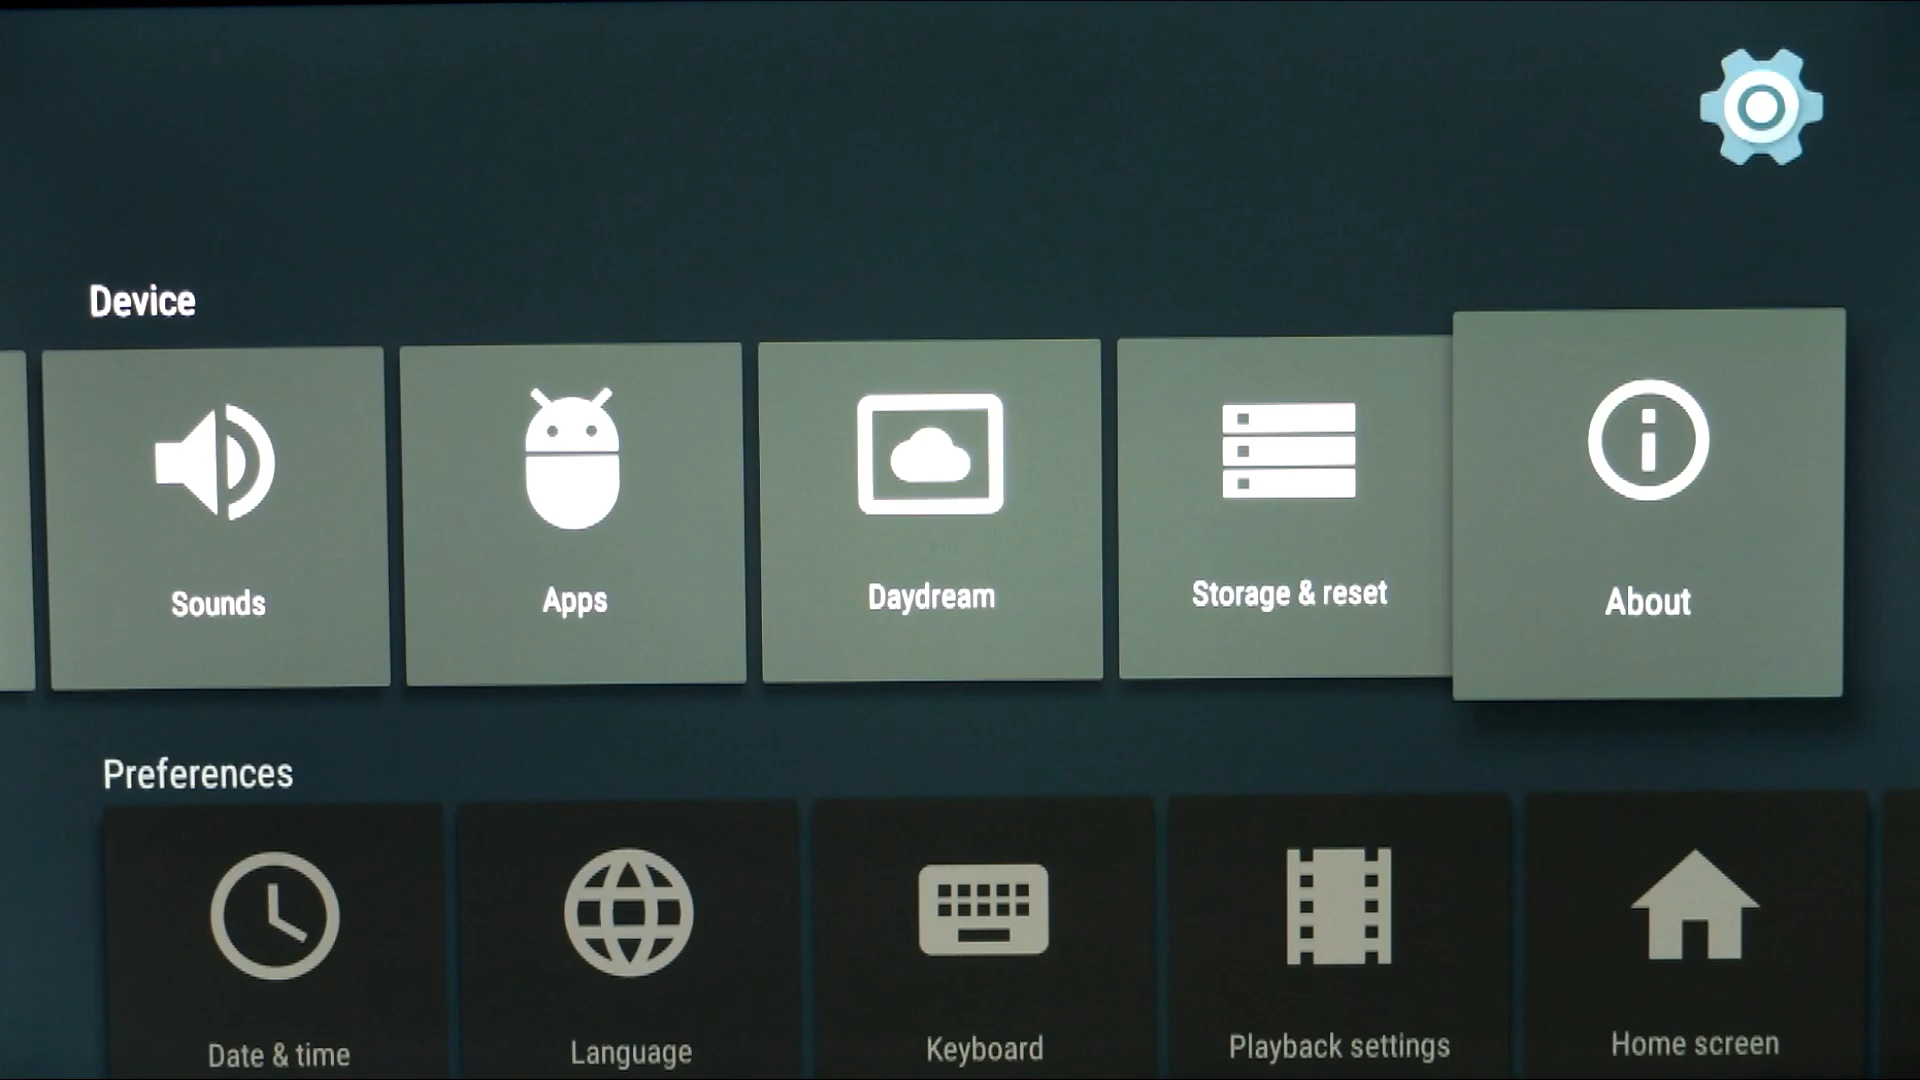 Device
Sounds
Apps
Daydream
Storage & reset
About
Preferences
Date & time
Language
Keyboard
Playback settings
Home screen